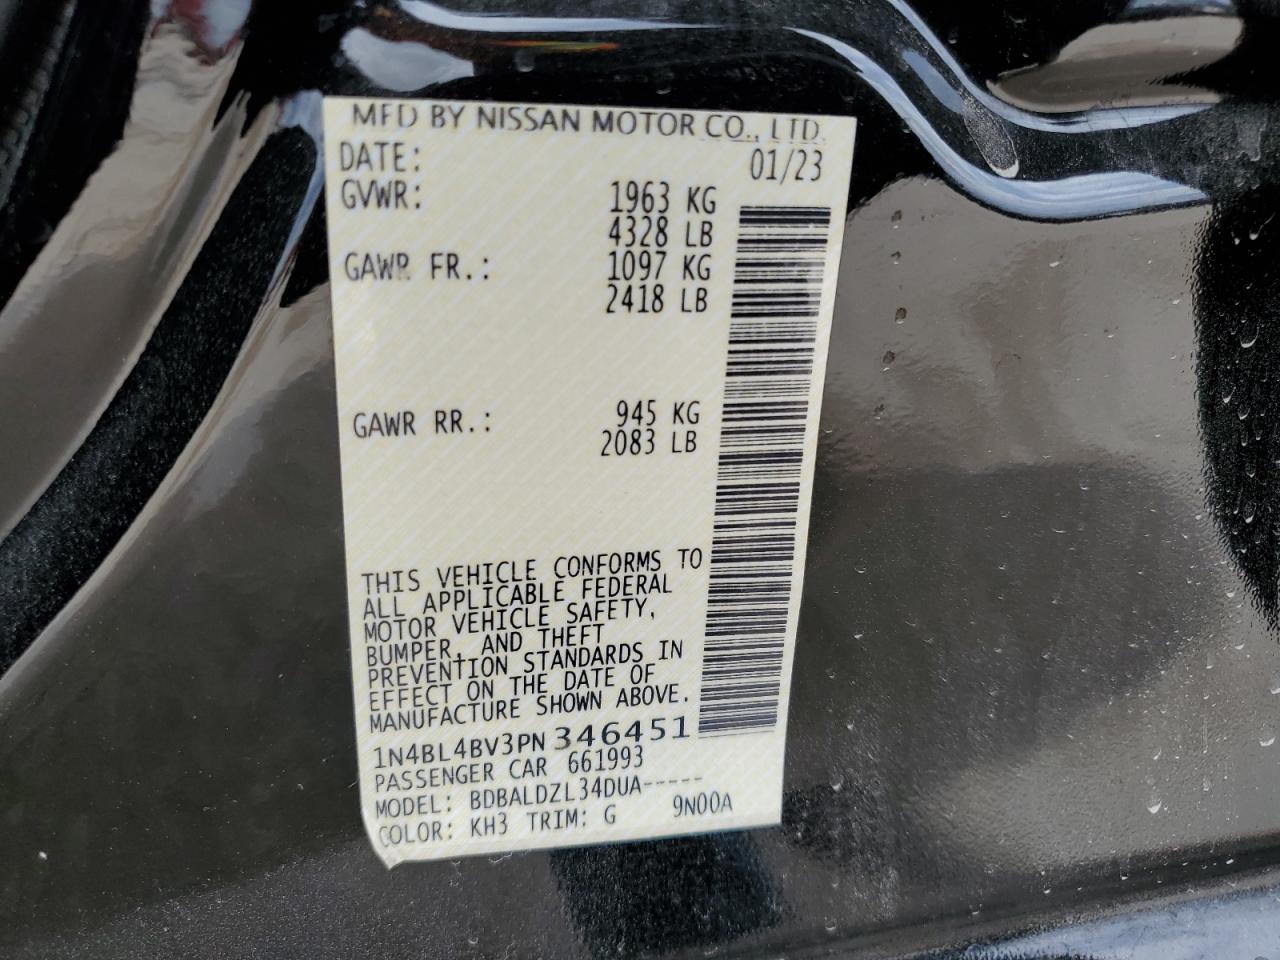 MFD BY NISSAN MOTOR CO., LTD.
DATE: 01/23
GVWR: 1963 KG
4328 LB
GAWR FR.: 1097 KG
2418 LB
GAWR RR.: 945 KG
2083 LB
THIS VEHICLE CONFORMS TO
ALL APPLICABLE FEDERAL
MOTOR VEHICLE SAFETY,
BUMPER, AND THEFT
PREVENTION STANDARDS IN
EFFECT ON THE DATE OF
MANUFACTURE SHOWN ABOVE.
1N4BL4BV3PN 346451
PASSENGER CAR 661993
MODEL: BDBALDZL34DUA-----
COLOR: KH3 TRIM: G 9N00A